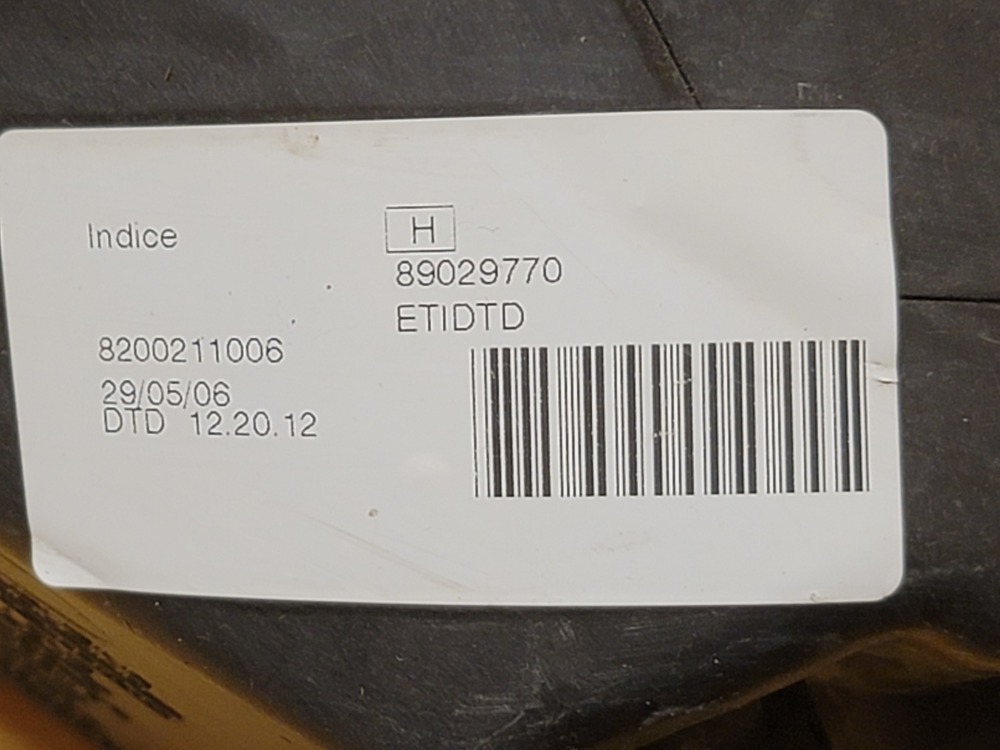 Indice
H
89029770
ETIDTD
8200211006
29/05/06
DTD 12.20.12